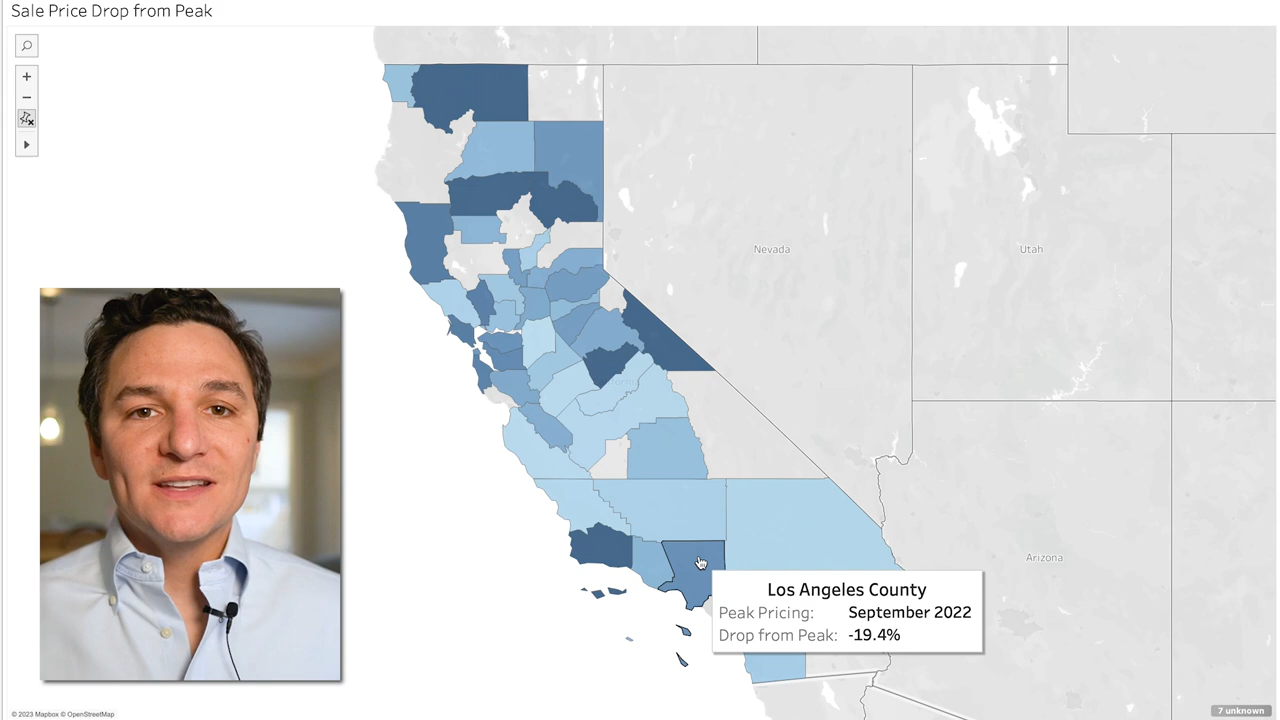 Sale Price Drop from Peak
Nevada
Utah
Arizona
Los Angeles County
Peak Pricing: September 2022
Drop from Peak: -19.4%
© 2023 Mapbox © OpenStreetMap
7 unknown